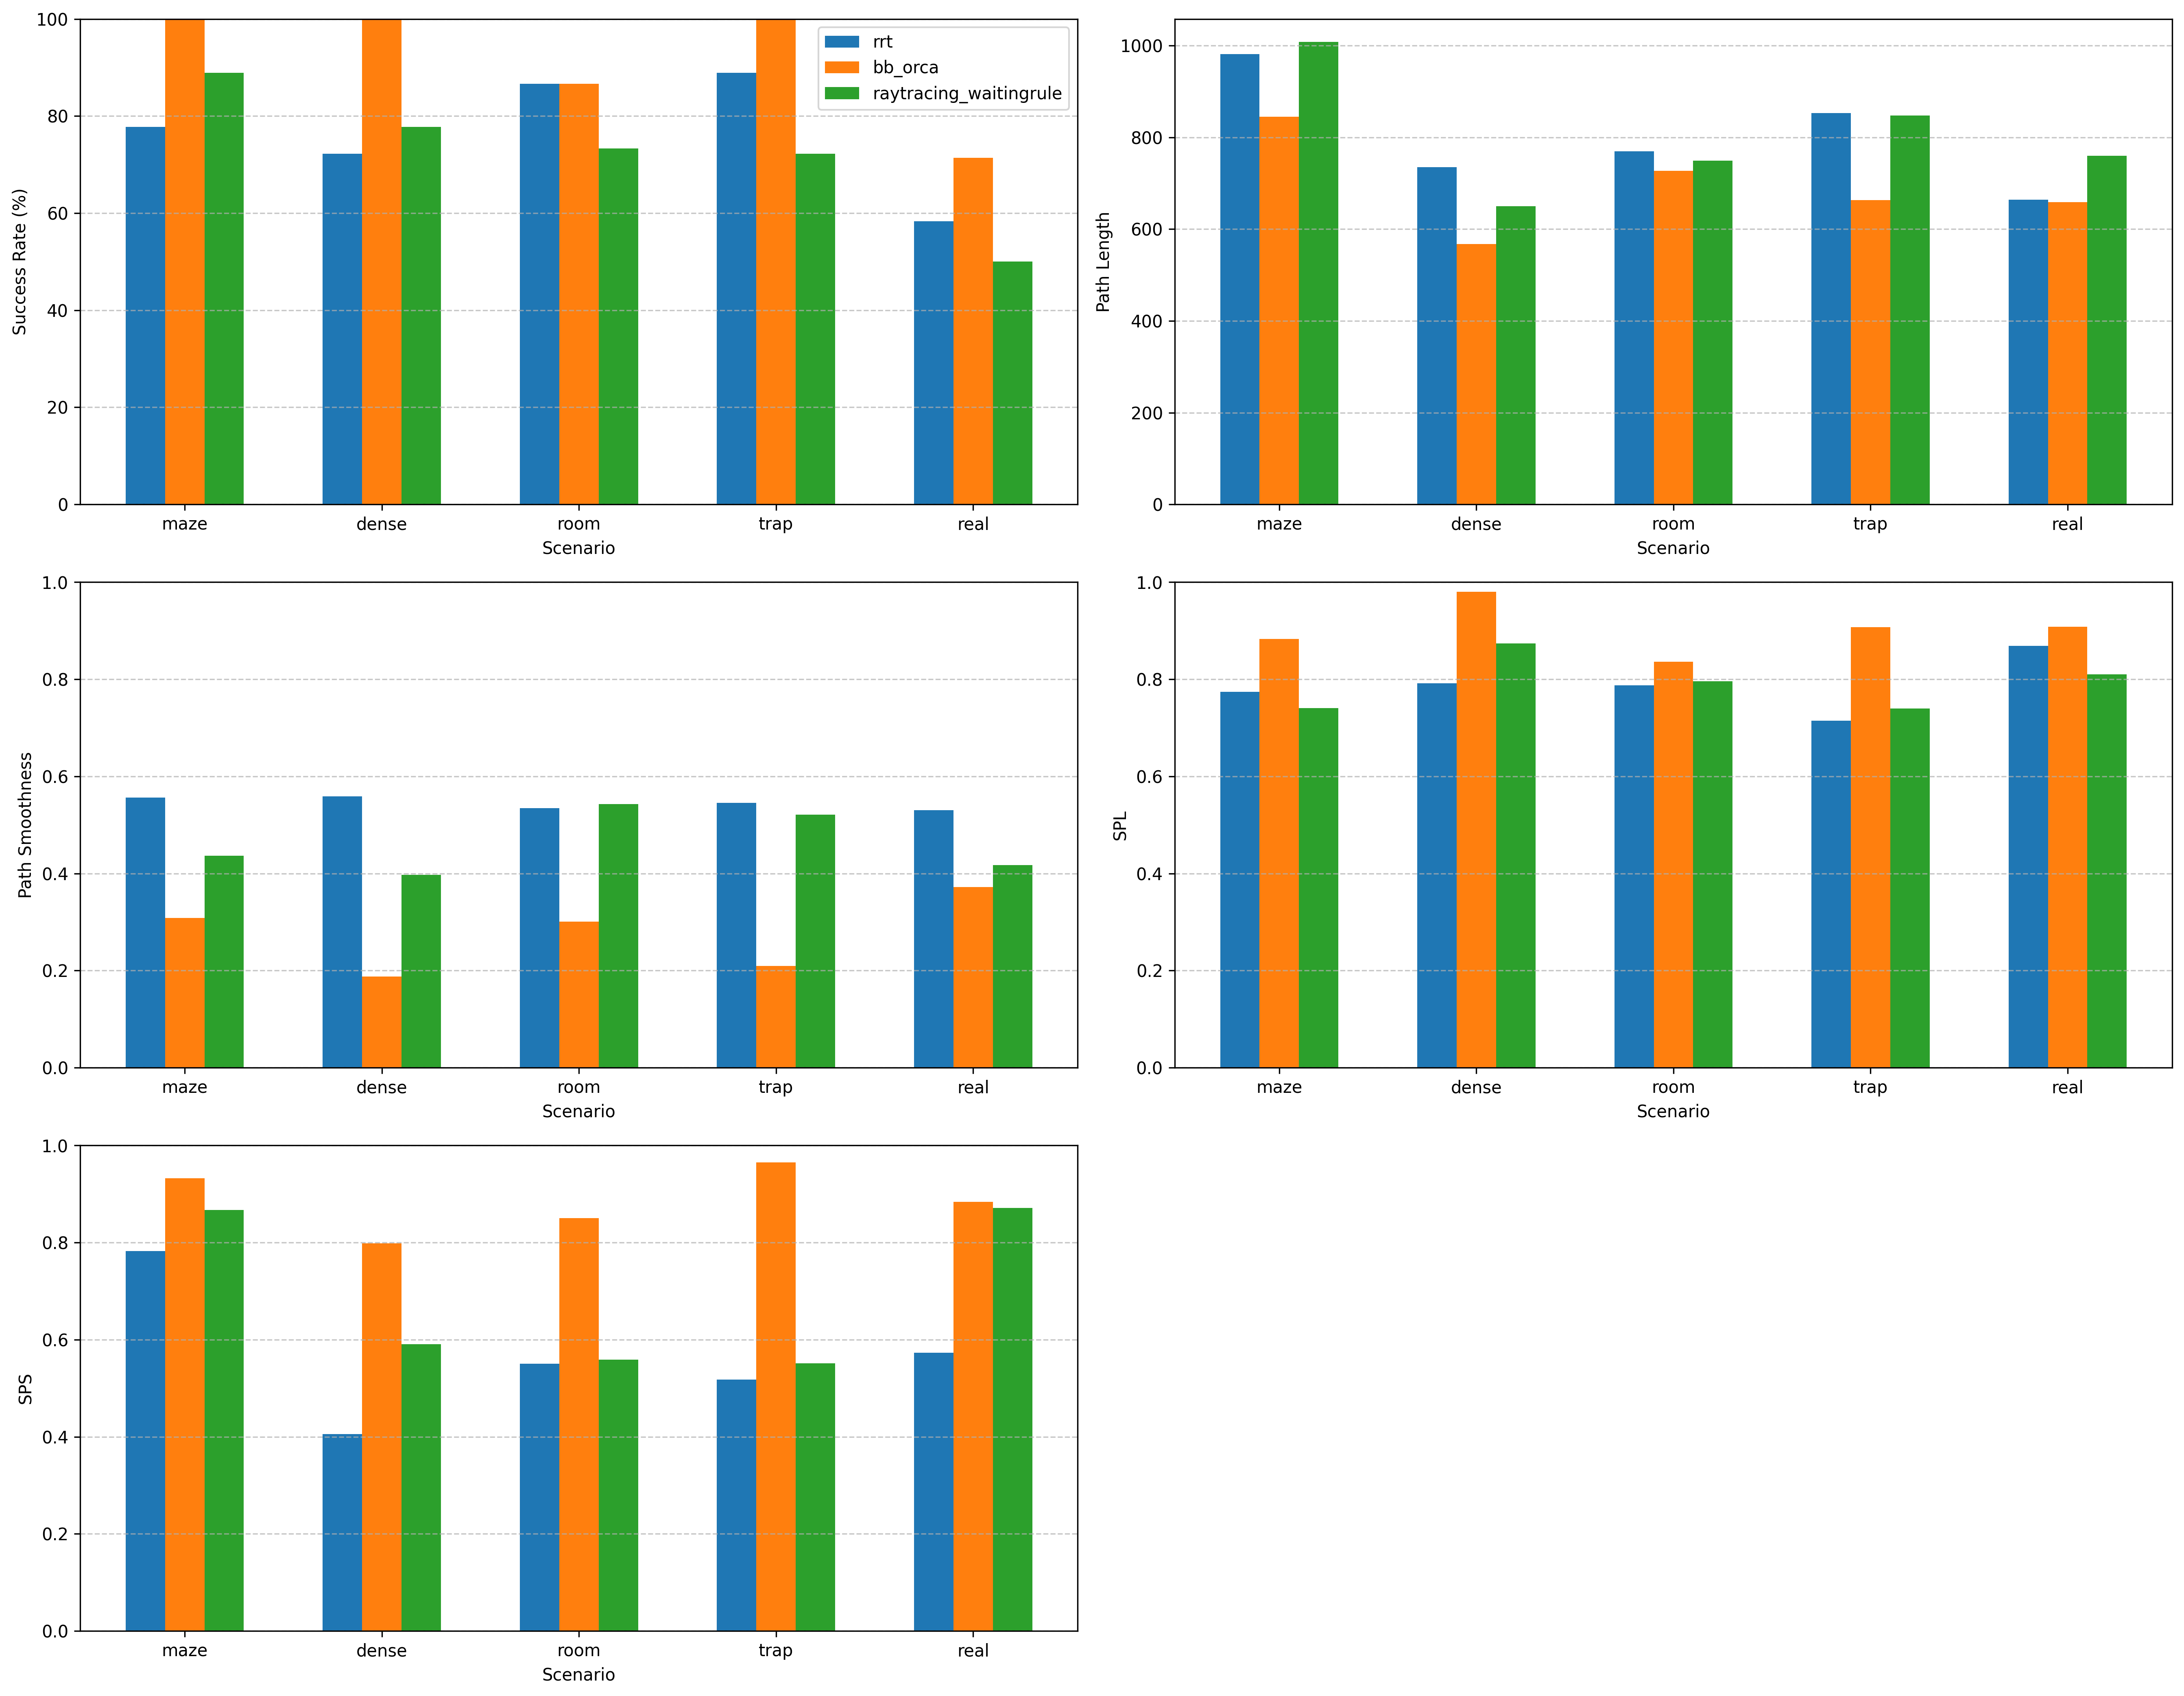 100
80
60
40
20
0
Success Rate (%)
rrt
bb_orca
raytracing_waitingrule
maze dense room trap real
Scenario
1000
800
600
400
200
0
Path Length
maze dense room trap real
Scenario
1.0
0.8
0.6
0.4
0.2
0.0
Path Smoothness
maze dense room trap real
Scenario
1.0
0.8
0.6
0.4
0.2
0.0
SPL
maze dense room trap real
Scenario
1.0
0.8
0.6
0.4
0.2
0.0
SPS
maze dense room trap real
Scenario